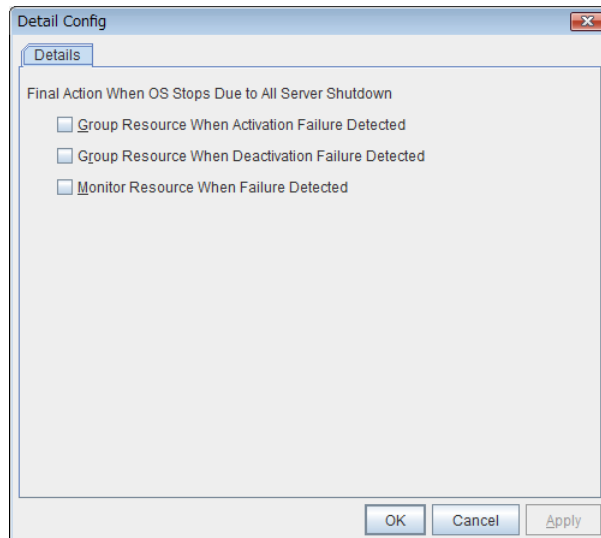 Detail Config
Details
Final Action When OS Stops Due to All Server Shutdown
Group Resource When Activation Failure Detected
Group Resource When Deactivation Failure Detected
Monitor Resource When Failure Detected
OK
Cancel
Apply